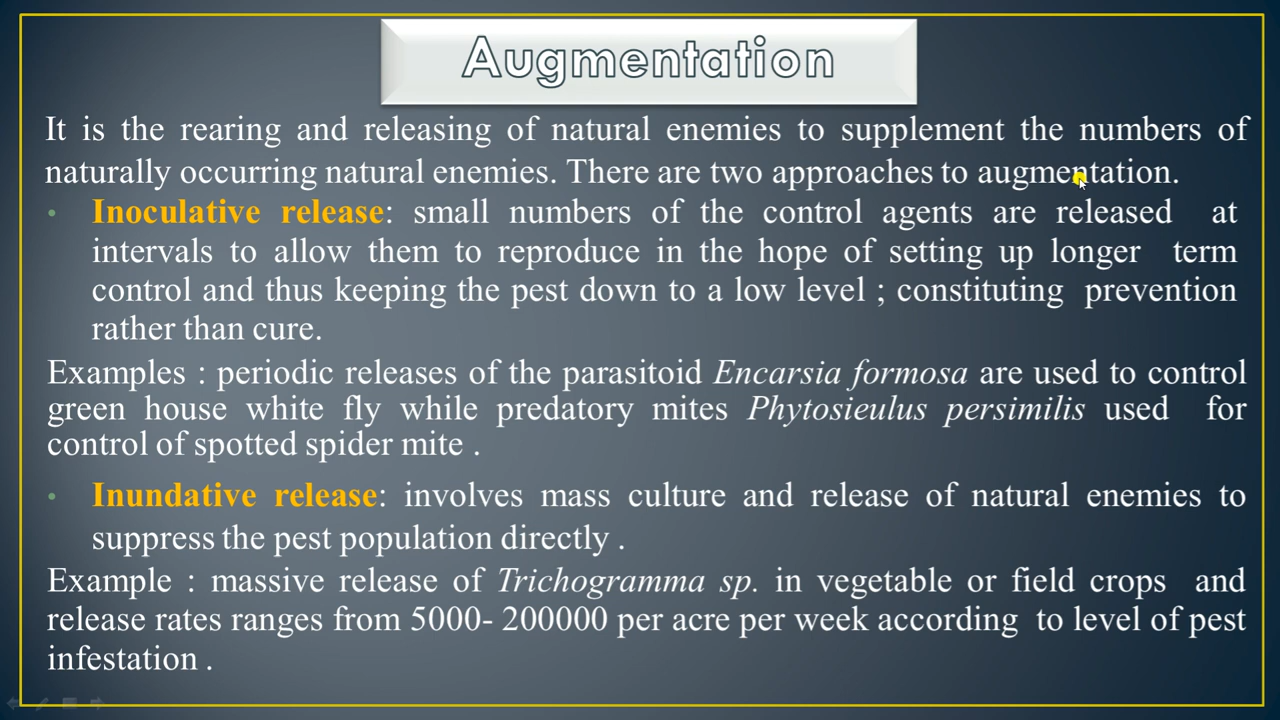 Augmentation
It is the rearing and releasing of natural enemies to supplement the numbers of
naturally occurring natural enemies. There are two approaches to augmentation.
• Inoculative release: small numbers of the control agents are released at
intervals to allow them to reproduce in the hope of setting up longer term
control and thus keeping the pest down to a low level ; constituting prevention
rather than cure.
Examples : periodic releases of the parasitoid Encarsia formosa are used to control
green house white fly while predatory mites Phytosieulus persimilis used for
control of spotted spider mite .
• Inundative release: involves mass culture and release of natural enemies to
suppress the pest population directly .
Example : massive release of Trichogramma sp. in vegetable or field crops and
release rates ranges from 5000- 200000 per acre per week according to level of pest
infestation .